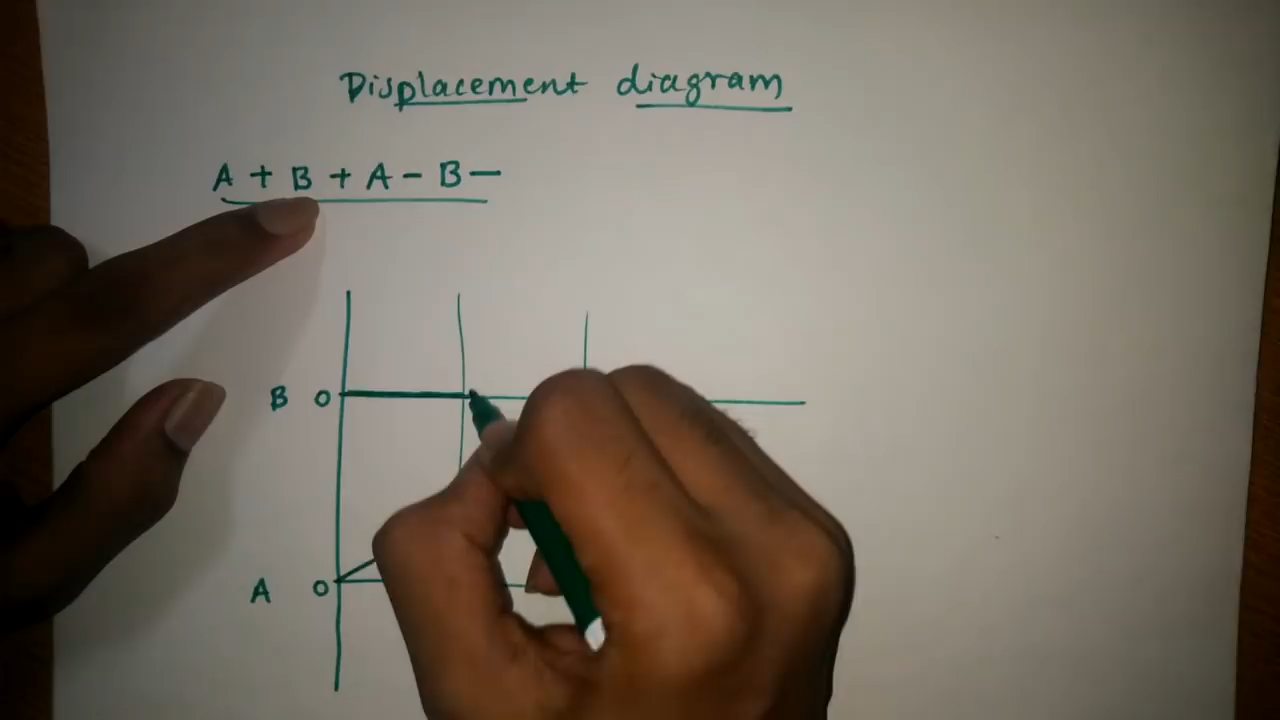 Displacement diagram
A + B + A - B -
B 0
A 0